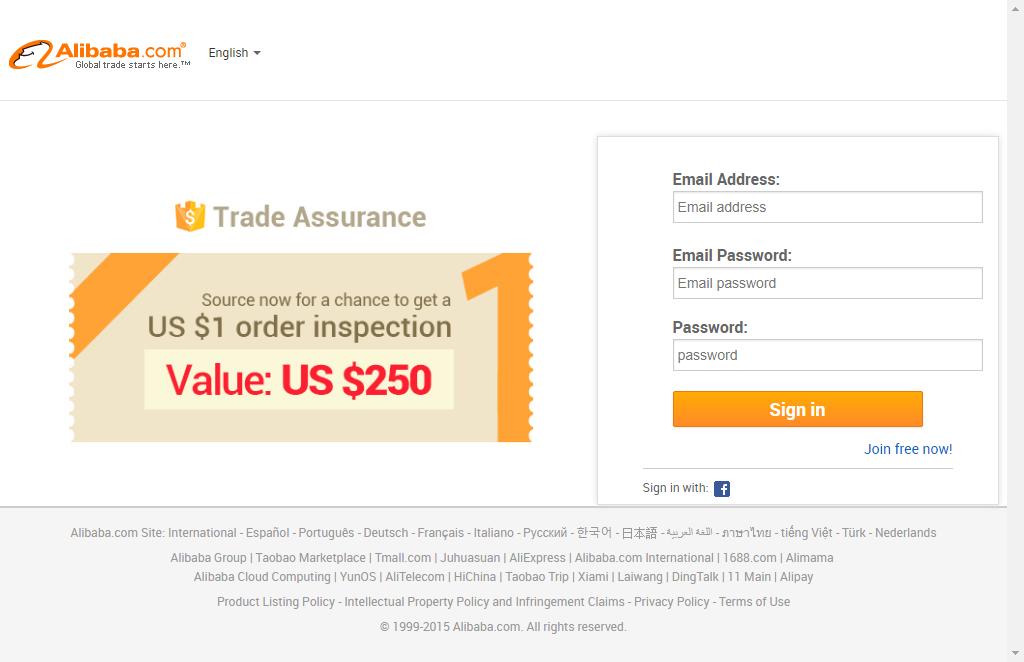 Alibaba.com®
Global trade starts here.™
English
Trade Assurance
Source now for a chance to get a
US $1 order inspection
Value: US $250
1
Email Address:
Email address
Email Password:
Email password
Password:
password
Sign in
Join free now!
Sign in with:
Alibaba.com Site: International - Español - Português - Deutsch - Français - Italiano - Русский - 한국어 - 日本語 - اللغة العربية - ภาษาไทย - tiếng Việt - Türk - Nederlands
Alibaba Group | Taobao Marketplace | Tmall.com | Juhuasuan | AliExpress | Alibaba.com International | 1688.com | Alimama
Alibaba Cloud Computing | YunOS | AliTelecom | HiChina | Taobao Trip | Xiami | Laiwang | DingTalk | 11 Main | Alipay
Product Listing Policy - Intellectual Property Policy and Infringement Claims - Privacy Policy - Terms of Use
© 1999-2015 Alibaba.com. All rights reserved.